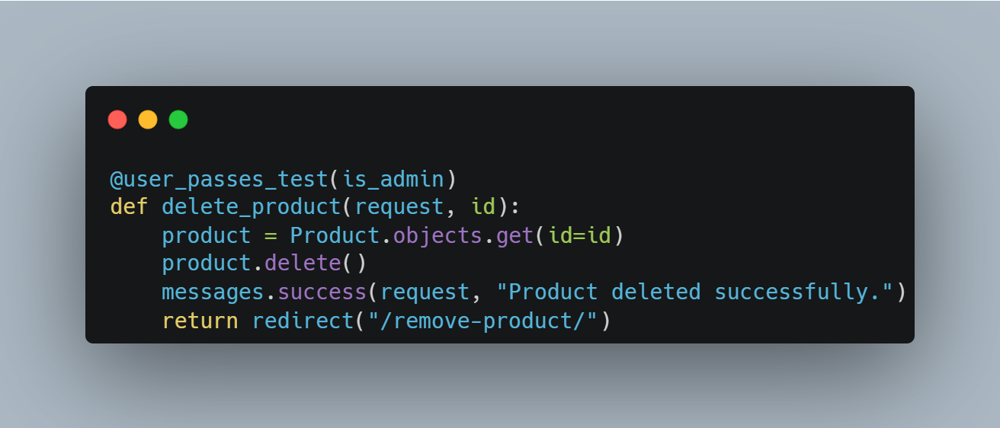 @user_passes_test(is_admin)
def delete_product(request, id):
    product = Product.objects.get(id=id)
    product.delete()
    messages.success(request, "Product deleted successfully.")
    return redirect("/remove-product/")